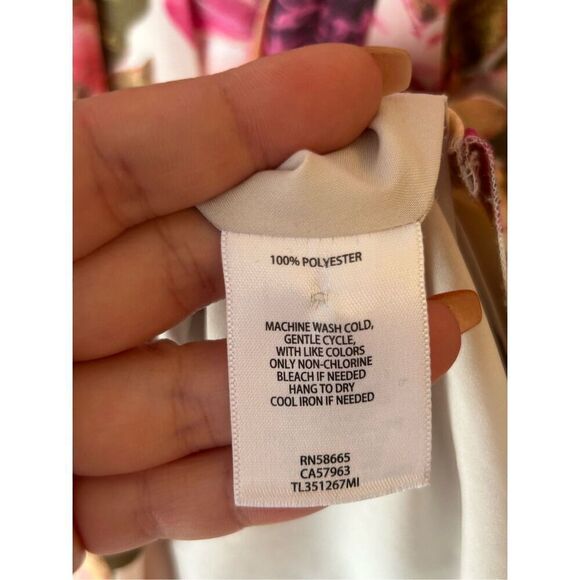 100% POLYESTER
MACHINE WASH COLD,
GENTLE CYCLE,
WITH LIKE COLORS
ONLY NON-CHLORINE
BLEACH IF NEEDED
HANG TO DRY
COOL IRON IF NEEDED
RN58665
CA57963
TL351267MI